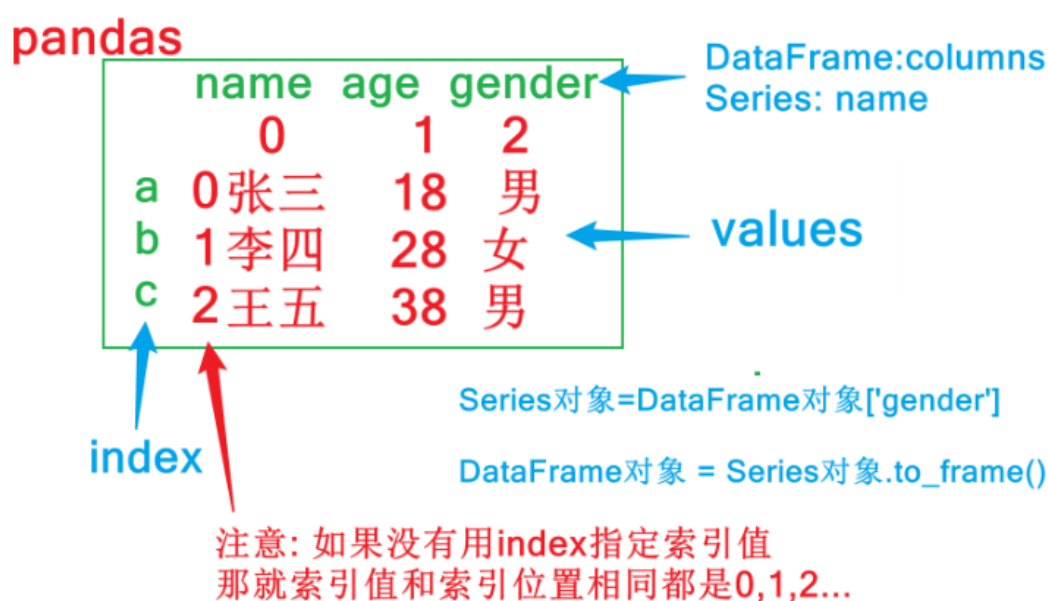 pandas
name age gender
DataFrame:columns
Series: name
0 1 2
a 0 张三 18 男
b 1 李四 28 女
values
c 2 王五 38 男
Series对象=DataFrame对象['gender']
index
DataFrame对象 = Series对象.to_frame()
注意: 如果没有用index指定索引值
那就索引值和索引位置相同都是0,1,2...